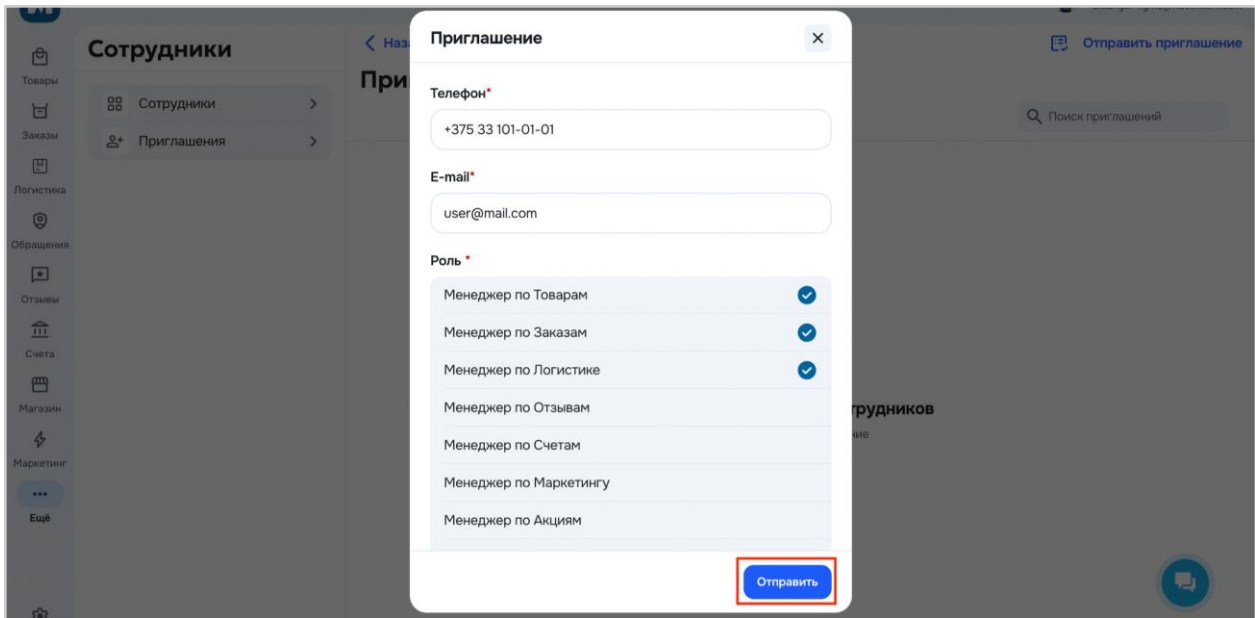 Товары
Заказы
Логистика
Обращения
Отзывы
Счета
Магазин
Маркетинг
Ещё
Сотрудники
Сотрудники
Приглашения
Отправить приглашение
Поиск приглашений
Приглашение
Телефон*
+375 33 101-01-01
E-mail*
user@mail.com
Роль *
Менеджер по Товарам
Менеджер по Заказам
Менеджер по Логистике
Менеджер по Отзывам
Менеджер по Счетам
Менеджер по Маркетингу
Менеджер по Акциям
Отправить